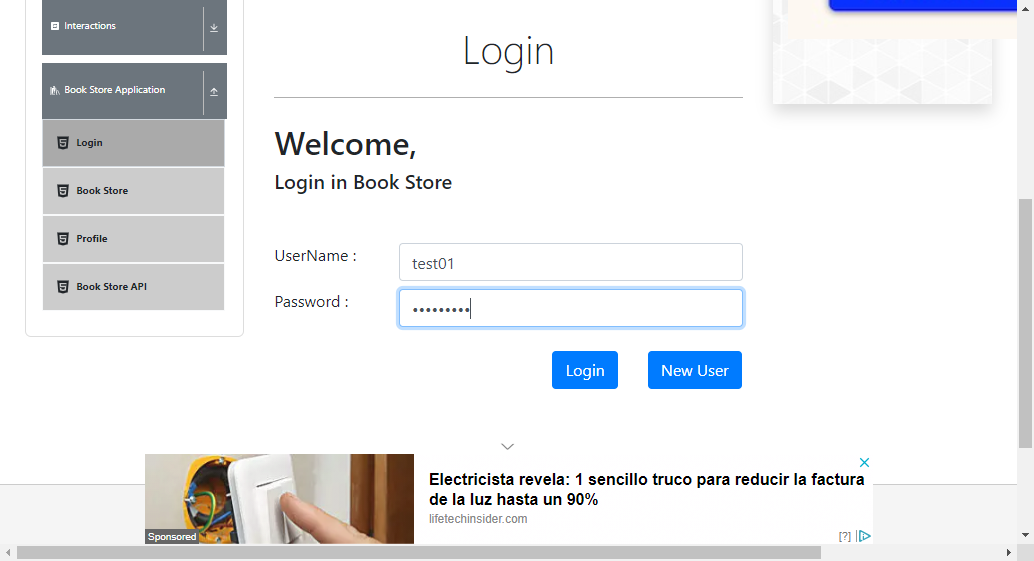 Interactions
Book Store Application
Login
Book Store
Profile
Book Store API
Login
Welcome,
Login in Book Store
UserName :
test01
Password :
•••••••••
Login
New User
Electricista revela: 1 sencillo truco para reducir la factura
de la luz hasta un 90%
lifetechinsider.com
Sponsored
[?]